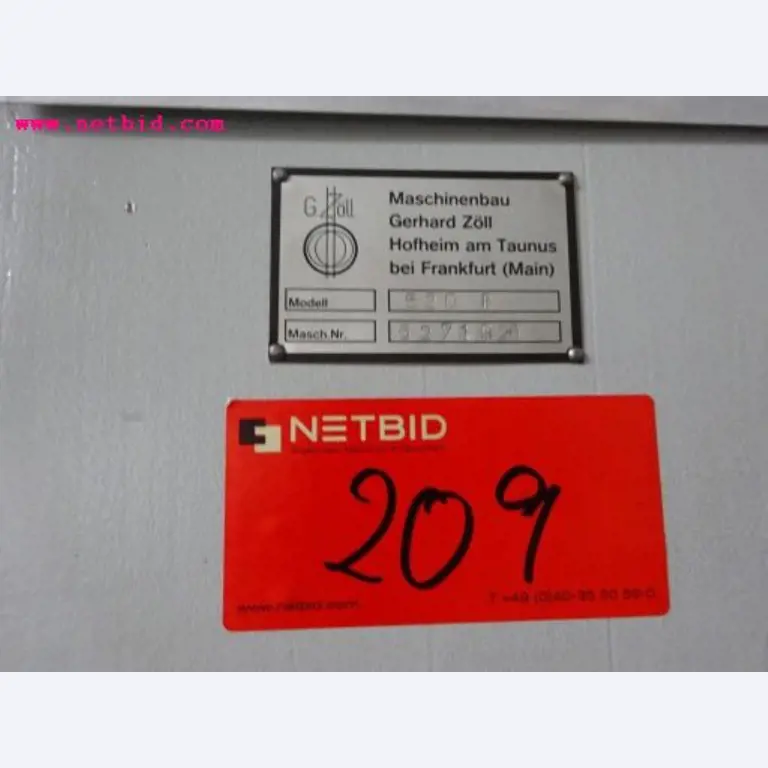 www.netbid.com
G. Zöll
Maschinenbau
Gerhard Zöll
Hofheim am Taunus
bei Frankfurt (Main)
Modell
Masch.Nr.
NETBID
209
www.netbid.com